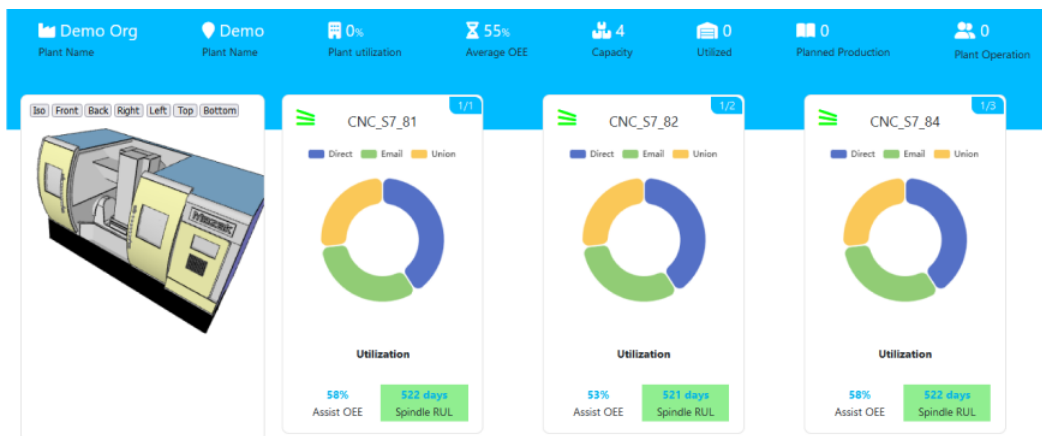 Demo Org
Plant Name
Demo
Plant Name
0%
Plant utilization
55%
Average OEE
4
Capacity
0
Utilized
0
Planned Production
0
Plant Operation
Iso Front Back Right Left Top Bottom
Mazak
1/1
CNC_S7_81
Direct Email Union
Utilization
58%
Assist OEE
522 days
Spindle RUL
1/2
CNC_S7_82
Direct Email Union
Utilization
53%
Assist OEE
521 days
Spindle RUL
1/3
CNC_S7_84
Direct Email Union
Utilization
58%
Assist OEE
522 days
Spindle RUL